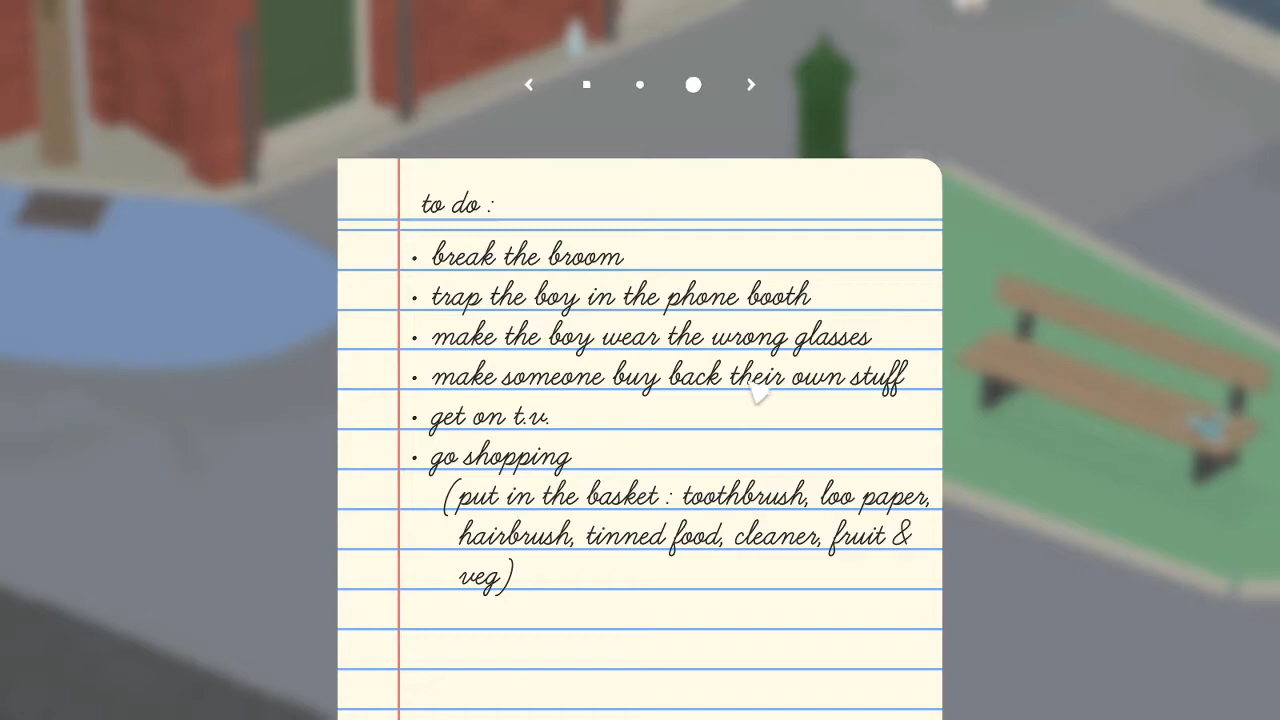 to do :
• break the broom
• trap the boy in the phone booth
• make the boy wear the wrong glasses
• make someone buy back their own stuff
• get on t.v.
• go shopping
(put in the basket : toothbrush, loo paper,
hairbrush, tinned food, cleaner, fruit &
veg)